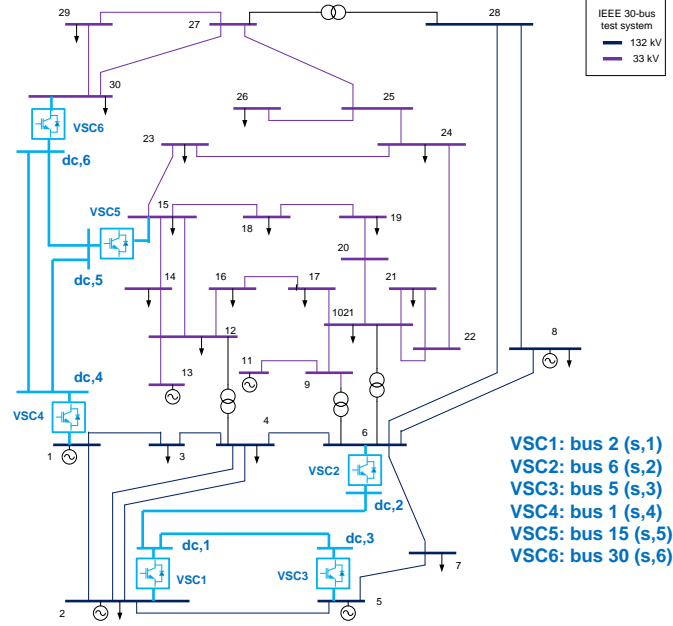 29
27
28
IEEE 30-bus
test system
132 kV
33 kV
30
26
25
VSC6
23
24
dc,6
VSC5
15
18
19
20
dc,5
14
16
17
21
1021
12
22
8
11
13
9
dc,4
VSC4
4
6
1
3
VSC2
dc,2
VSC1: bus 2 (s,1)
VSC2: bus 6 (s,2)
VSC3: bus 5 (s,3)
VSC4: bus 1 (s,4)
VSC5: bus 15 (s,5)
VSC6: bus 30 (s,6)
dc,1
dc,3
7
VSC1
VSC3
2
5